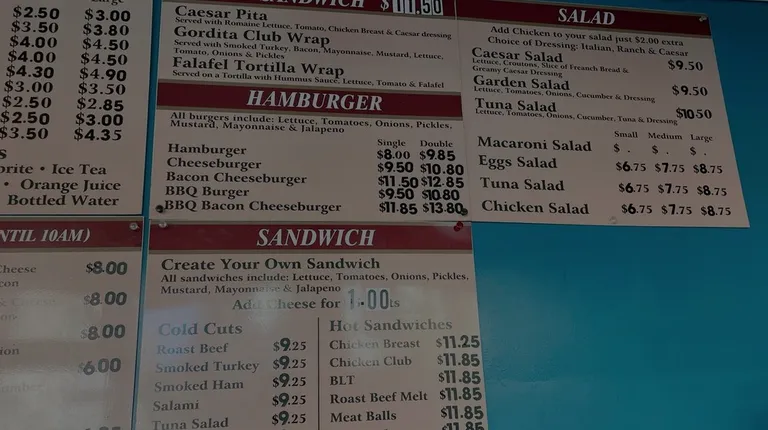 Large
$2.50 $3.00
$3.50 $3.80
$4.00 $4.50
$4.00 $4.50
$4.30 $4.90
$3.00 $3.50
$2.50 $2.85
$2.50 $3.00
$3.50 $4.35
Ice Tea
• Orange Juice
Bottled Water
NTIL 10AM)
$8.00
$8.00
$8.00
$6.00
SANDWICH $11.50
Caesar Pita
Served with Romaine Lettuce, Tomato, Chicken Breast & Caesar dressing
Gordita Club Wrap
Served with Smoked Turkey, Bacon, Mayonnaise, Mustard, Lettuce,
Tomato, Onions & Pickles
Falafel Tortilla Wrap
Served on a Tortilla with Hummus Sauce, Lettuce, Tomato & Falafel
HAMBURGER
All burgers include: Lettuce, Tomatoes, Onions, Pickles,
Mustard, Mayonnaise & Jalapeno
Single Double
Hamburger $8.00 $9.85
Cheeseburger $9.50 $10.80
Bacon Cheeseburger $11.50 $12.85
BBQ Burger $9.50 $10.80
BBQ Bacon Cheeseburger $11.85 $13.80
SANDWICH
Create Your Own Sandwich
All sandwiches include: Lettuce, Tomatoes, Onions, Pickles,
Mustard, Mayonnaise & Jalapeno
Add Cheese for 1.00ts
Cold Cuts
Roast Beef $9.25
Smoked Turkey $9.25
Smoked Ham $9.25
Salami $9.25
Tuna Salad $9.25
Hot Sandwiches
Chicken Breast $11.25
Chicken Club $11.85
BLT $11.85
Roast Beef Melt $11.85
Meat Balls $11.85
11.85
SALAD
Add Chicken to your salad just $2.00 extra
Choice of Dressing: Italian, Ranch & Caesar
Caesar Salad $9.50
Lettuce, Croutons, Slice of Freanch Bread &
Creamy Caesar Dressing
Garden Salad $9.50
Lettuce, Tomatoes, Onions, Cucumber & Dressing
Tuna Salad $10.50
Lettuce, Tomatoes, Onions, Cucumber, Tuna & Dressing
Small Medium Large
Macaroni Salad $ . $ . $ .
Eggs Salad $6.75 $7.75 $8.75
Tuna Salad $6.75 $7.75 $8.75
Chicken Salad $6.75 $7.75 $8.75